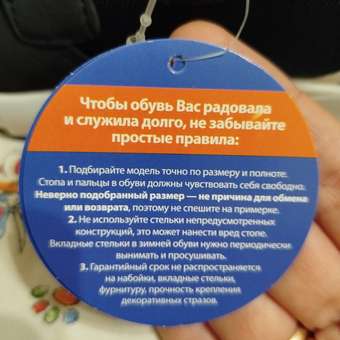 Чтобы обувь Вас радовала
и служила долго, не забывайте
простые правила:
1. Подбирайте модель точно по размеру и полноте.
Стопа и пальцы в обуви должны чувствовать себя свободно.
Неверно подобранный размер — не причина для обмена
или возврата, поэтому не спешите на примерке.
2. Не используйте стельки непредусмотренных
конструкций, это может нанести вред стопе.
Вкладные стельки в зимней обуви нужно периодически
вынимать и просушивать.
3. Гарантийный срок не распространяется
на набойки, вкладные стельки,
фурнитуру, прочность крепления
декоративных стразов.